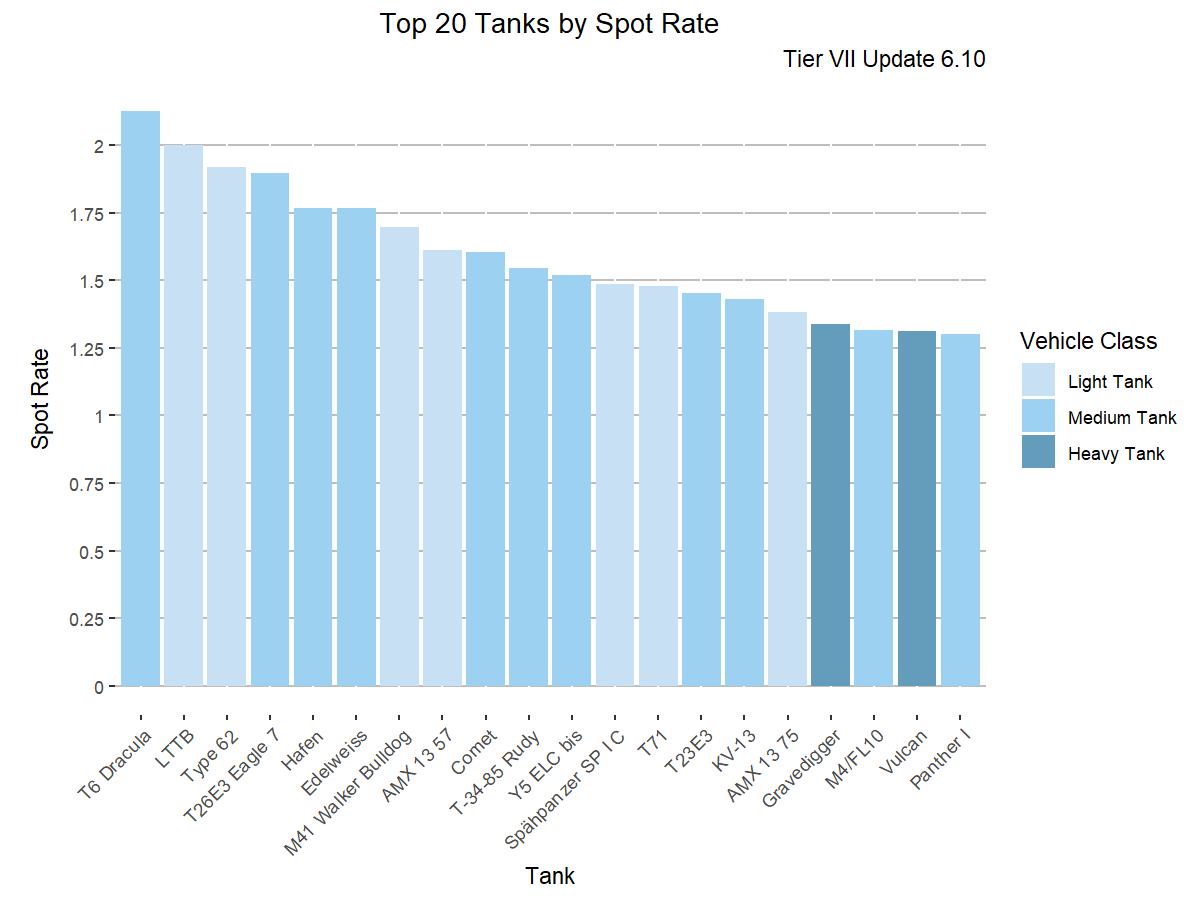 Top 20 Tanks by Spot Rate
Tier VII Update 6.10
Spot Rate
2
1.75
1.5
1.25
1
0.75
0.5
0.25
0
T6 Dracula
LTTB
Type 62
T26E3 Eagle 7
Hafen
Edelweiss
M41 Walker Bulldog
AMX 13 57
Comet
T-34-85 Rudy
Y5 ELC bis
Spähpanzer SP I C
T71
T23E3
KV-13
AMX 13 75
Gravedigger
M4/FL10
Vulcan
Panther I
Tank
Vehicle Class
Light Tank
Medium Tank
Heavy Tank